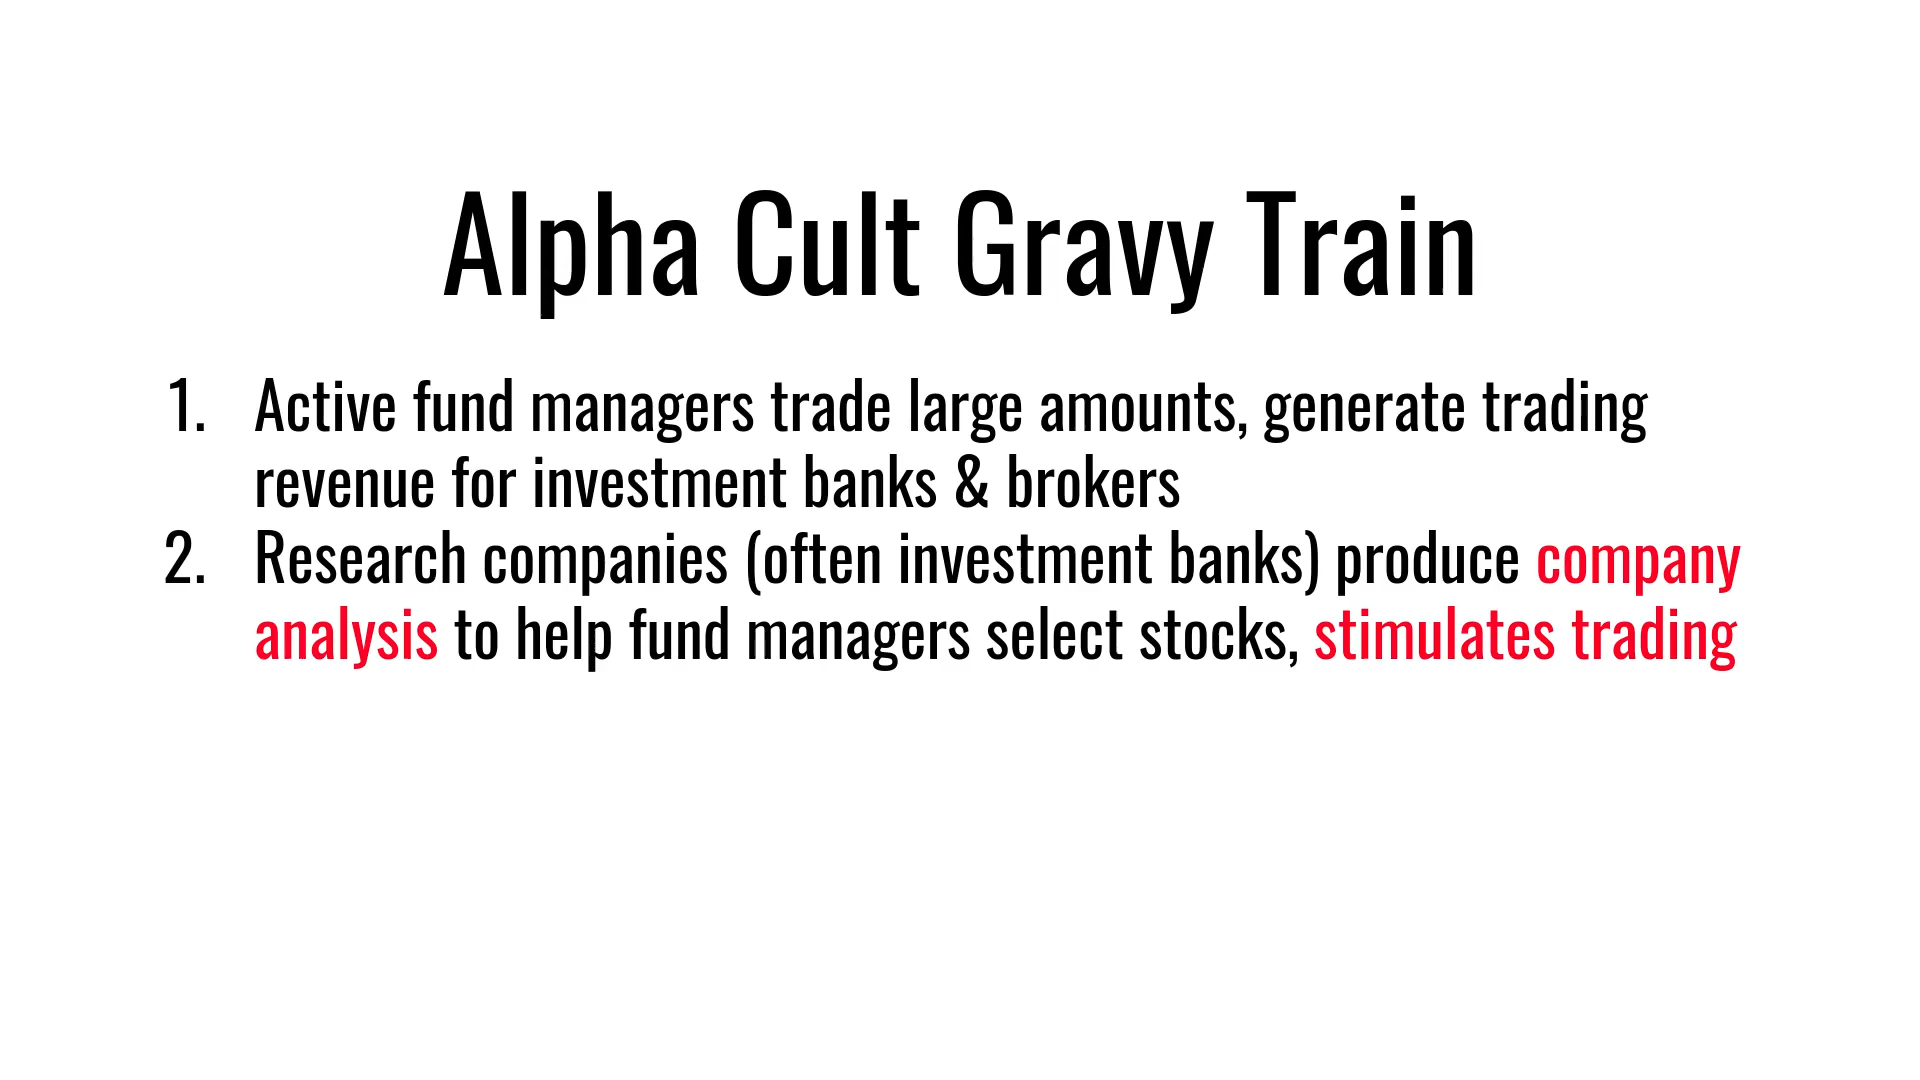 Alpha Cult Gravy Train
1. Active fund managers trade large amounts, generate trading
revenue for investment banks & brokers
2. Research companies (often investment banks) produce company
analysis to help fund managers select stocks, stimulates trading